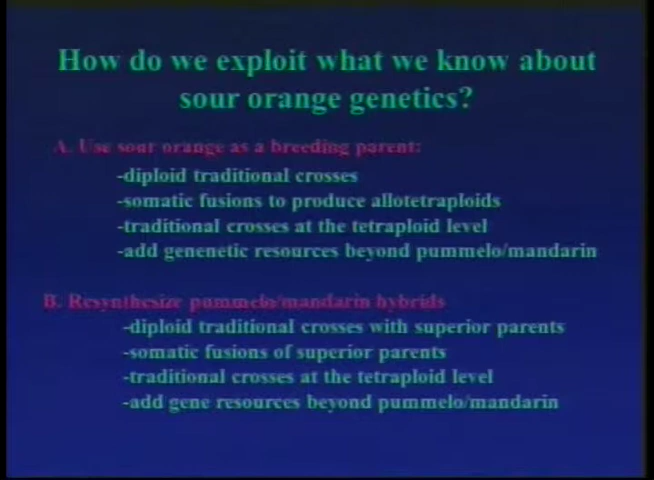 How do we exploit what we know about
sour orange genetics?
A. Use sour orange as a breeding parent:
-diploid traditional crosses
-somatic fusions to produce allotetraploids
-traditional crosses at the tetraploid level
-add genenetic resources beyond pummelo/mandarin
B. Resynthesize pummelo/mandarin hybrids
-diploid traditional crosses with superior parents
-somatic fusions of superior parents
-traditional crosses at the tetraploid level
-add gene resources beyond pummelo/mandarin